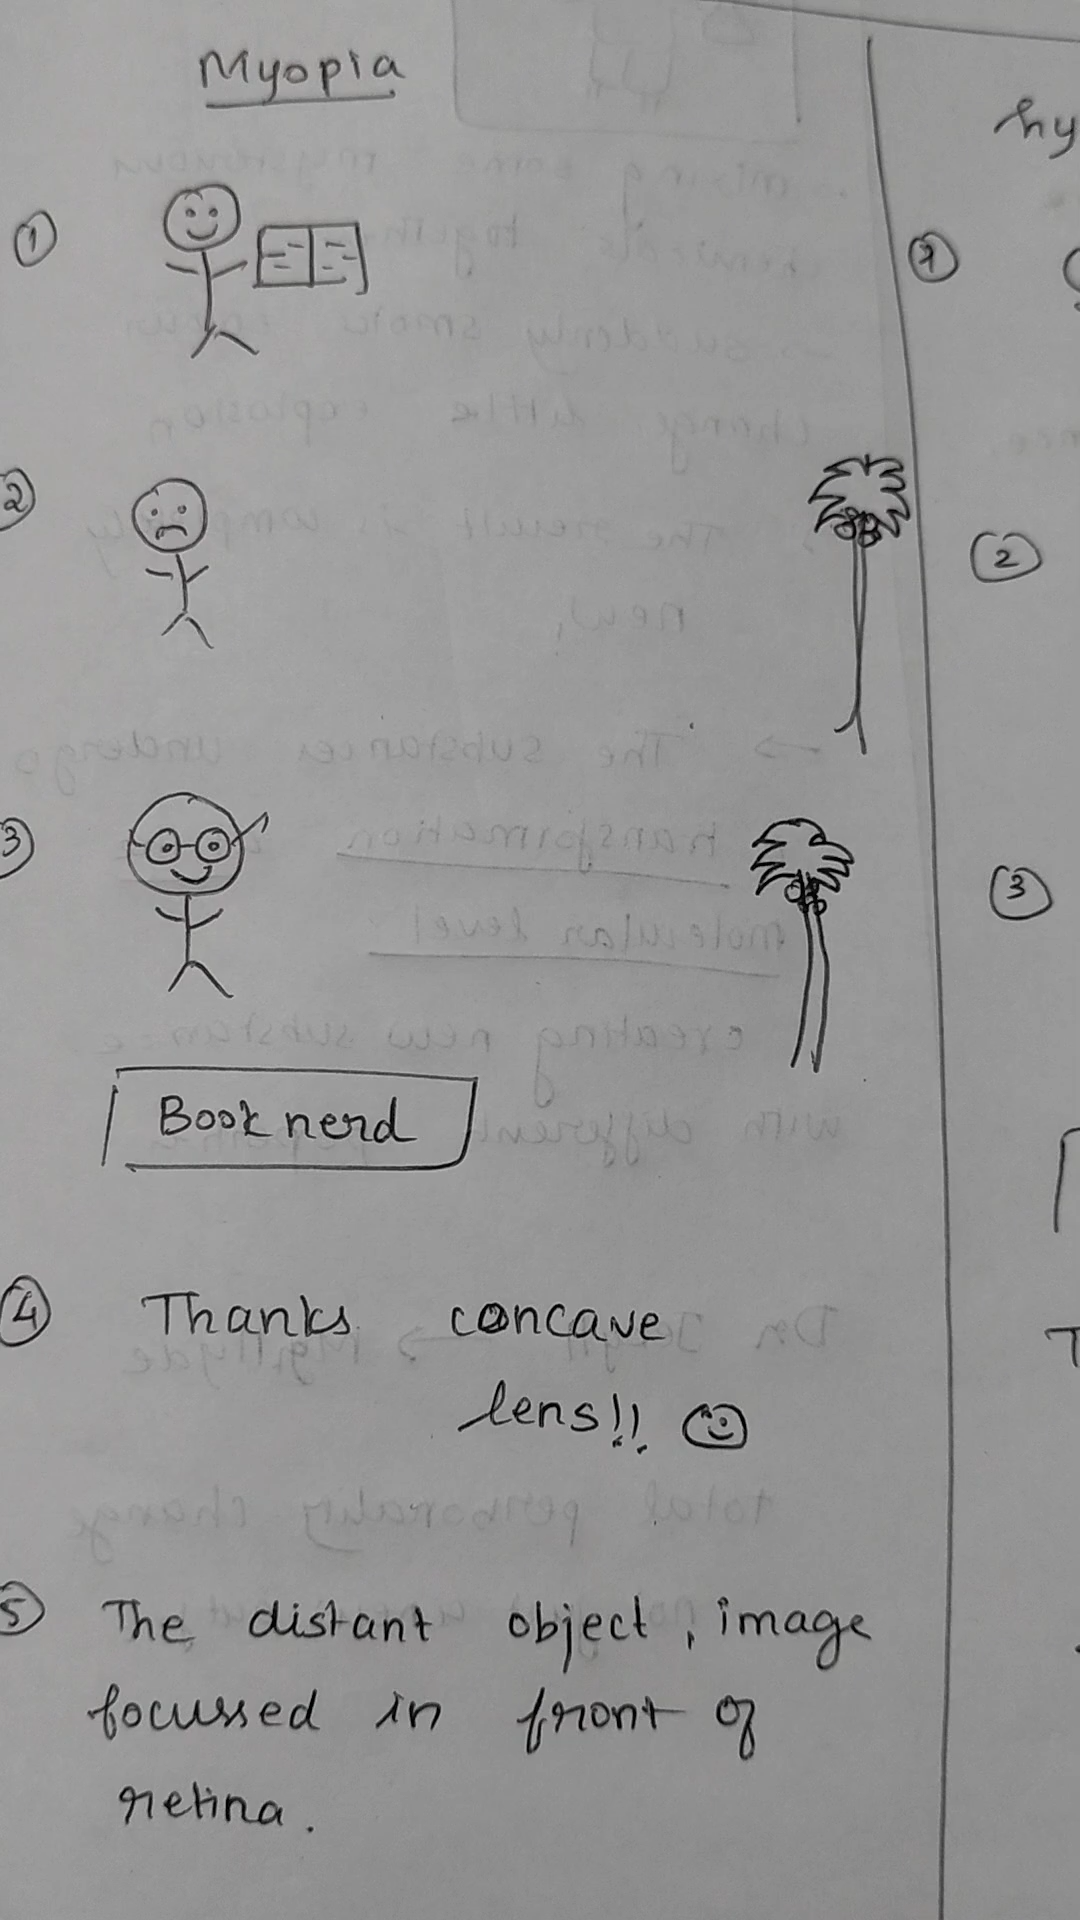 Myopia
①
②
③
Book nerd
④ Thanks concave
lens!!
⑤ The distant object, image
focussed in front of
retina.
hy
①
②
③
T